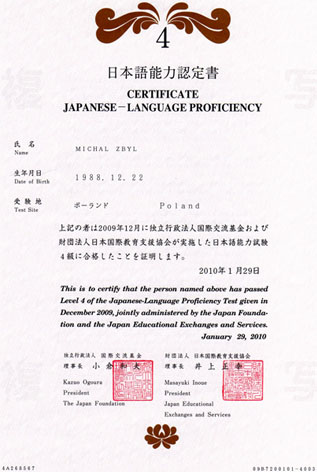 4
日本語能力認定書
CERTIFICATE
JAPANESE－LANGUAGE PROFICIENCY
氏 名
Name
MICHAL ZBYL
生年月日
Date of Birth
1988. 12. 22
受 験 地
Test Site
ポーランド Poland
上記の者は2009年12月に独立行政法人国際交流基金および
財団法人日本国際教育支援協会が実施した日本語能力試験
4級に合格したことを証明します。
2010年1月29日
This is to certify that the person named above has passed
Level 4 of the Japanese-Language Proficiency Test given in
December 2009, jointly administered by the Japan Founda-
tion and the Japan Educational Exchanges and Services.
January 29, 2010
独立行政法人 国際交流基金
理事長 小倉和夫
Kazuo Ogoura
President
The Japan Foundation
財団法人 日本国際教育支援協会
理事長 井上正幸
Masayuki Inoue
President
Japan Educational
Exchanges and Services
複
写
4A266567
09B7200101-4003